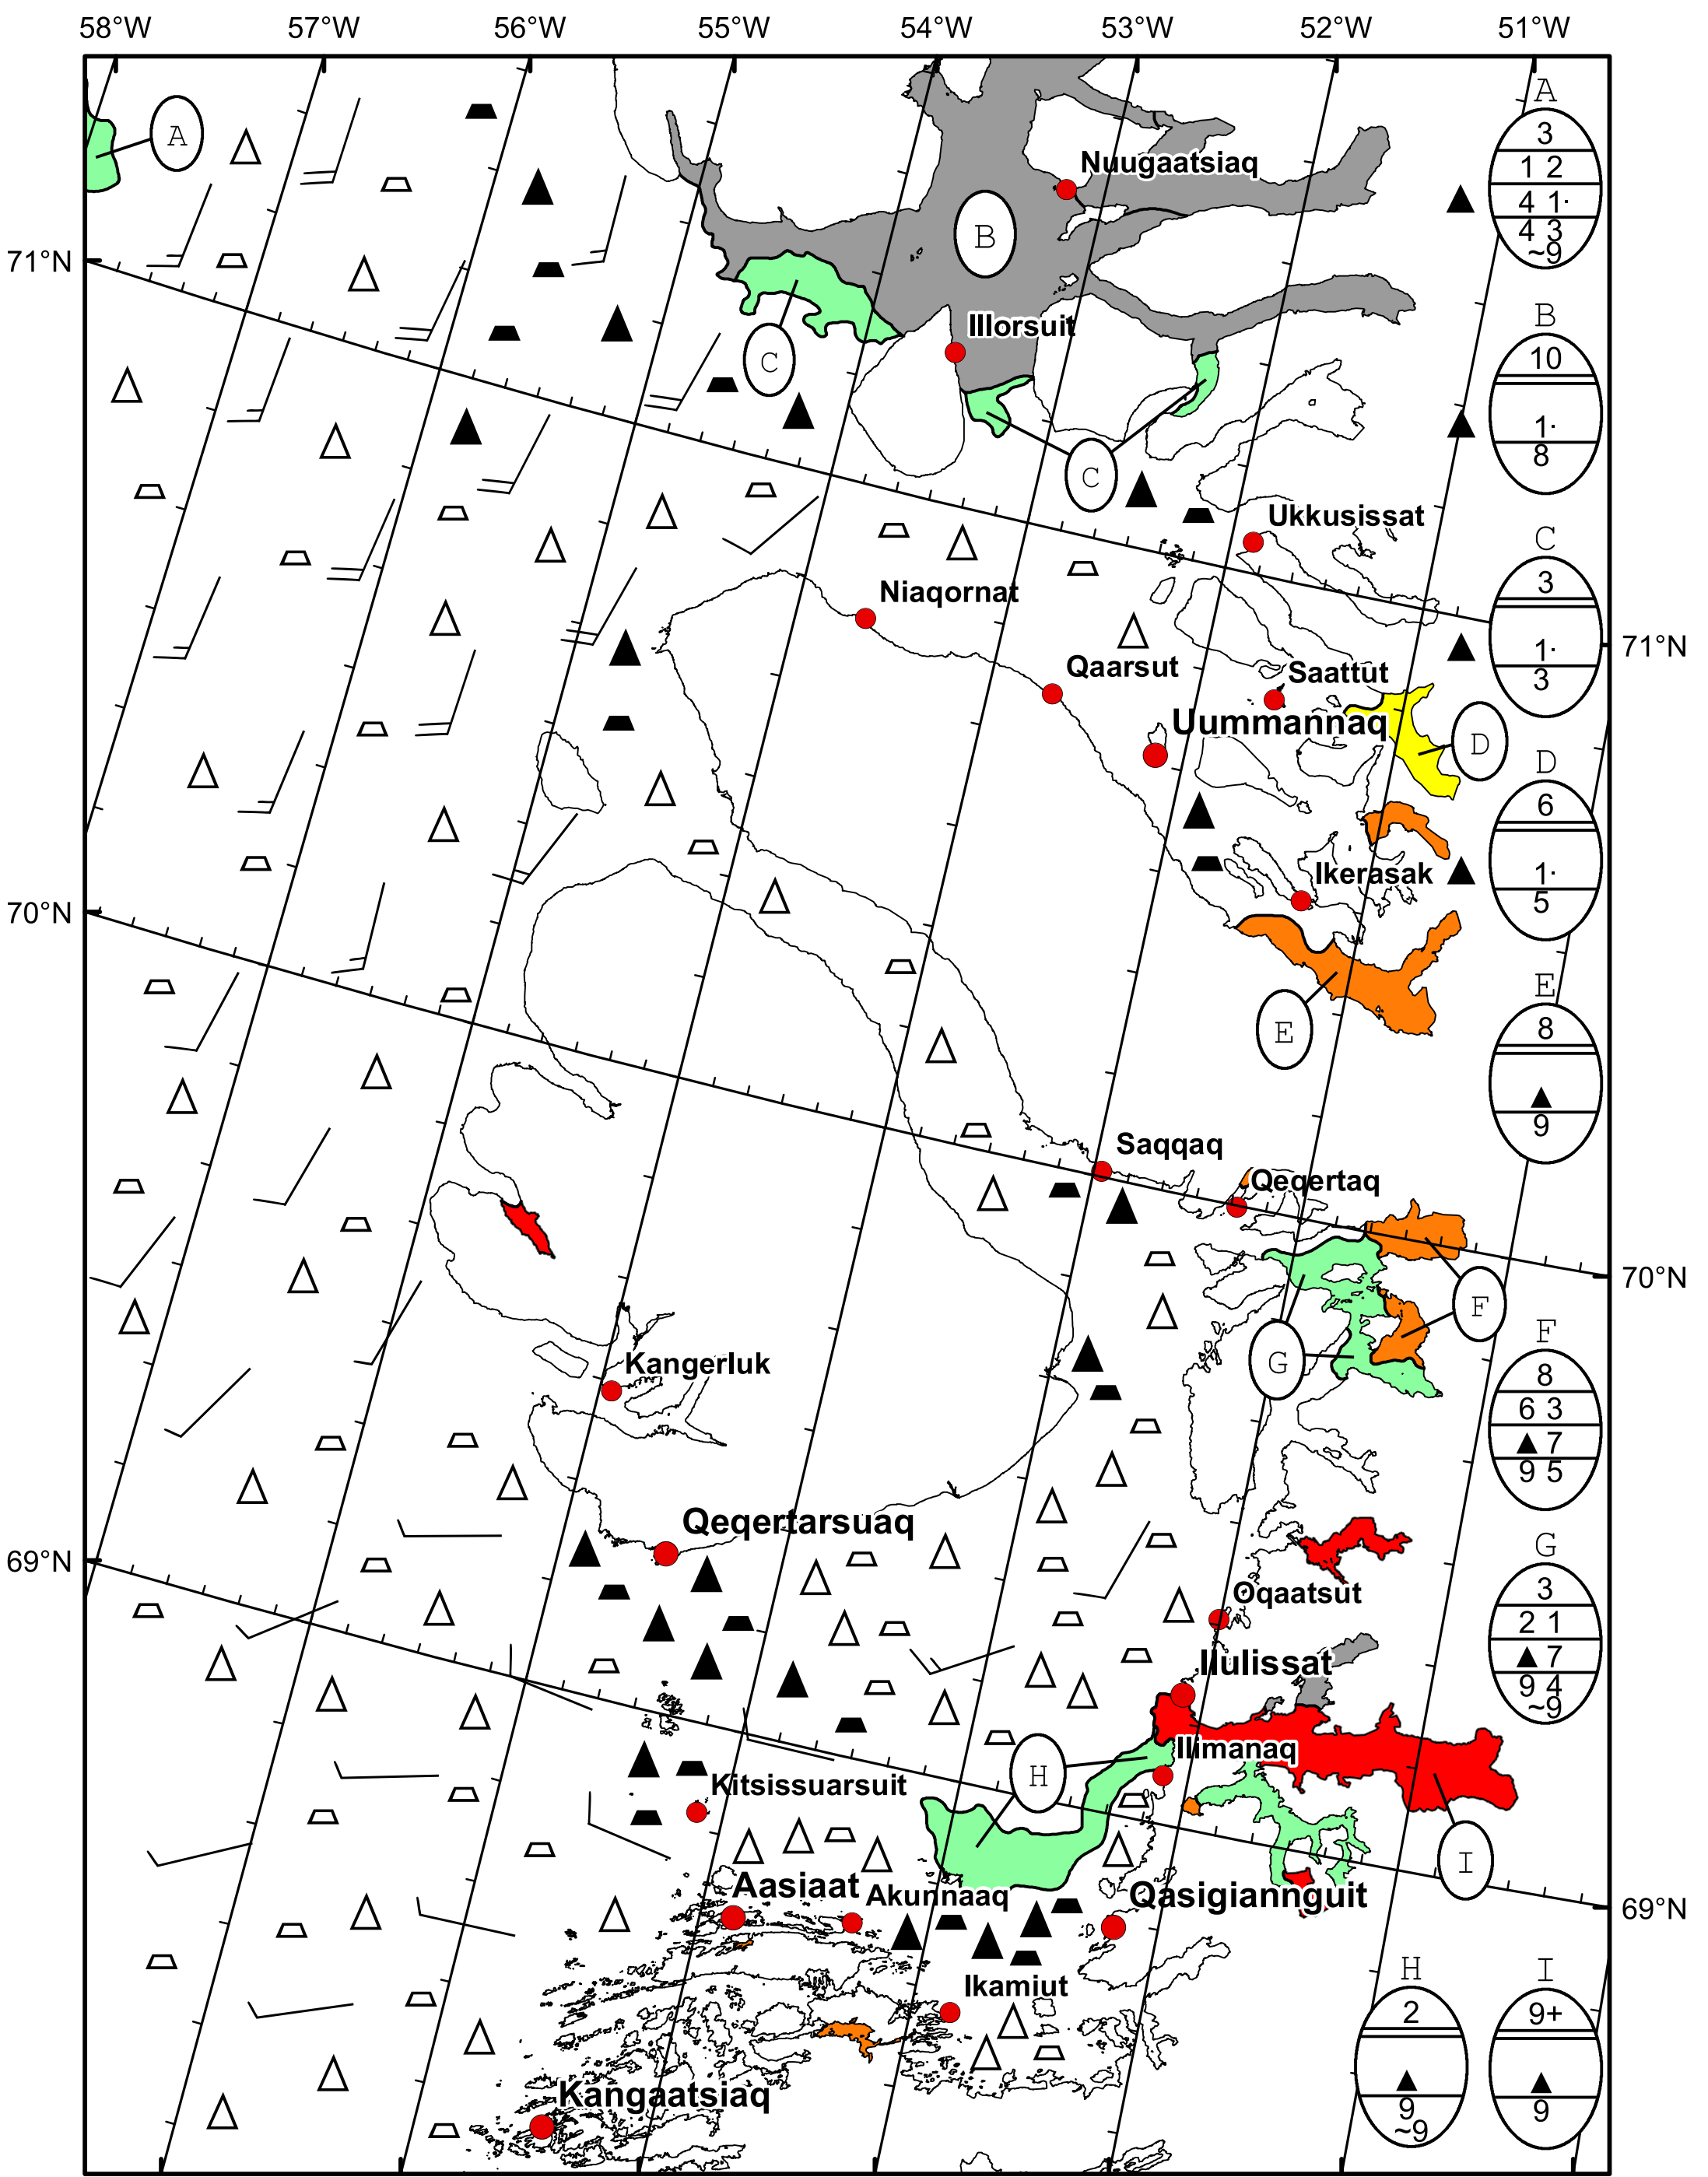 58°W 57°W 56°W 55°W 54°W 53°W 52°W 51°W
A
3
1 2
4 1·
4 3
~9
A
Nuugaatsiaq
B
71°N
B
10
1·
8
Illorsuit
C
C
C
3
1·
3
Ukkusissat
Niaqornat
71°N
Qaarsut
Saattut
Uummannaq
D
D
6
1·
5
Ikerasak
70°N
E
8
9
E
Saqqaq
Qeqertaq
70°N
F
F
8
6 3
7
9 5
G
Kangerluk
Qeqertarsuaq
69°N
G
3
2 1
7
9 4
~9
Oqaatsut
Ilulissat
Ilimanaq
H
Kitsissuarsuit
I
Aasiaat
Akunnaaq
Qasigiannguit
69°N
Ikamiut
H
2
9
~9
I
9+
9
Kangaatsiaq